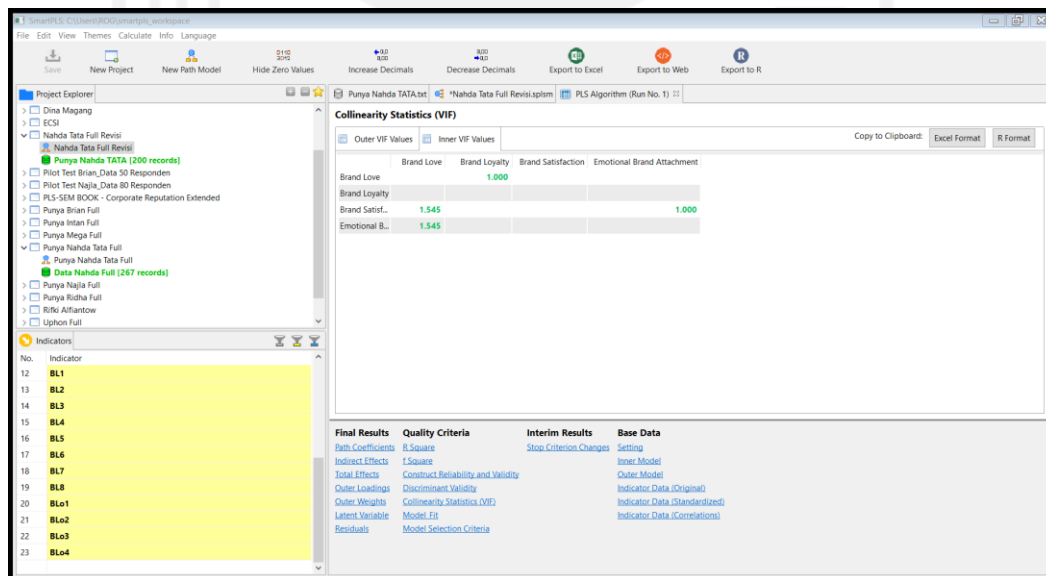 SmartPLS: C:\Users\ROG\smartpls_workspace
File Edit View Themes Calculate Info Language
Save New Project New Path Model Hide Zero Values Increase Decimals Decrease Decimals Export to Excel Export to Web Export to R
Project Explorer
Dina Magang
ECSI
Nahda Tata Full Revisi
Nahda Tata Full Revisi
Punya Nahda TATA [200 records]
Pilot Test Brian_Data 50 Responden
Pilot Test Najla_Data 80 Responden
PLS-SEM BOOK - Corporate Reputation Extended
Punya Brian Full
Punya Intan Full
Punya Mega Full
Punya Nahda Tata Full
Punya Nahda Tata Full
Data Nahda Full [267 records]
Punya Najla Full
Punya Ridha Full
Rifki Alfiantow
Uphon Full
Indicators
No. Indicator
12 BL1
13 BL2
14 BL3
15 BL4
16 BL5
17 BL6
18 BL7
19 BL8
20 BLo1
21 BLo2
22 BLo3
23 BLo4
Punya Nahda TATA.txt *Nahda Tata Full Revisi.splsm PLS Algorithm (Run No. 1)
Collinearity Statistics (VIF)
Outer VIF Values Inner VIF Values Copy to Clipboard: Excel Format R Format
Brand Love Brand Loyalty Brand Satisfaction Emotional Brand Attachment
Brand Love 1.000
Brand Loyalty
Brand Satisf... 1.545 1.000
Emotional B... 1.545
Final Results Quality Criteria Interim Results Base Data
Path Coefficients R Square Stop Criterion Changes Setting
Indirect Effects f Square Inner Model
Total Effects Construct Reliability and Validity Outer Model
Outer Loadings Discriminant Validity Indicator Data (Original)
Outer Weights Collinearity Statistics (VIF) Indicator Data (Standardized)
Latent Variable Model Fit Indicator Data (Correlations)
Residuals Model Selection Criteria